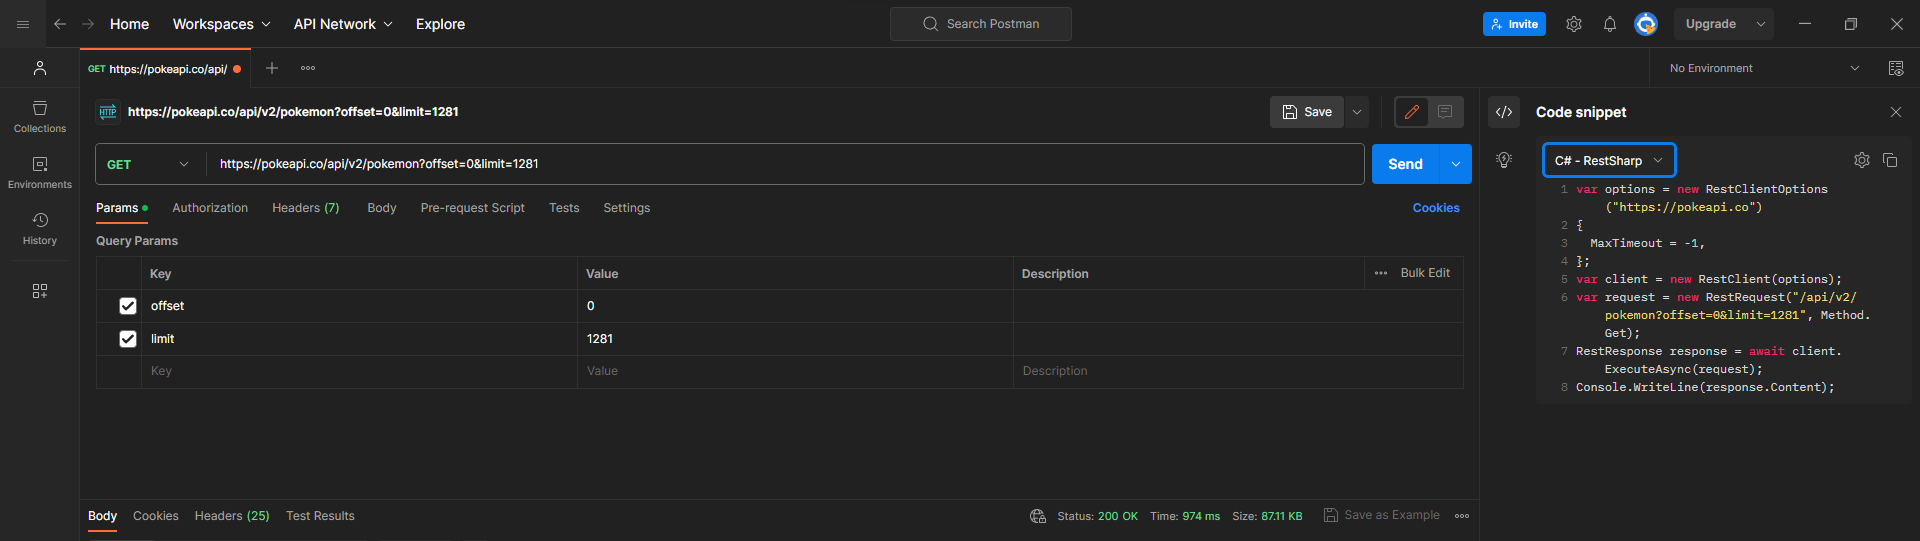 Home Workspaces API Network Explore Search Postman Invite Upgrade
GET https://pokeapi.co/api/ No Environment
Collections
Environments
History
HTTP https://pokeapi.co/api/v2/pokemon?offset=0&limit=1281 Save
GET https://pokeapi.co/api/v2/pokemon?offset=0&limit=1281 Send
Params Authorization Headers (7) Body Pre-request Script Tests Settings Cookies
Query Params
Key Value Description Bulk Edit
offset 0
limit 1281
Key Value Description
Body Cookies Headers (25) Test Results Status: 200 OK Time: 974 ms Size: 87.11 KB Save as Example
Code snippet
C# - RestSharp
1 var options = new RestClientOptions
("https://pokeapi.co")
2 {
3 MaxTimeout = -1,
4 };
5 var client = new RestClient(options);
6 var request = new RestRequest("/api/v2/
pokemon?offset=0&limit=1281", Method.
Get);
7 RestResponse response = await client.
ExecuteAsync(request);
8 Console.WriteLine(response.Content);